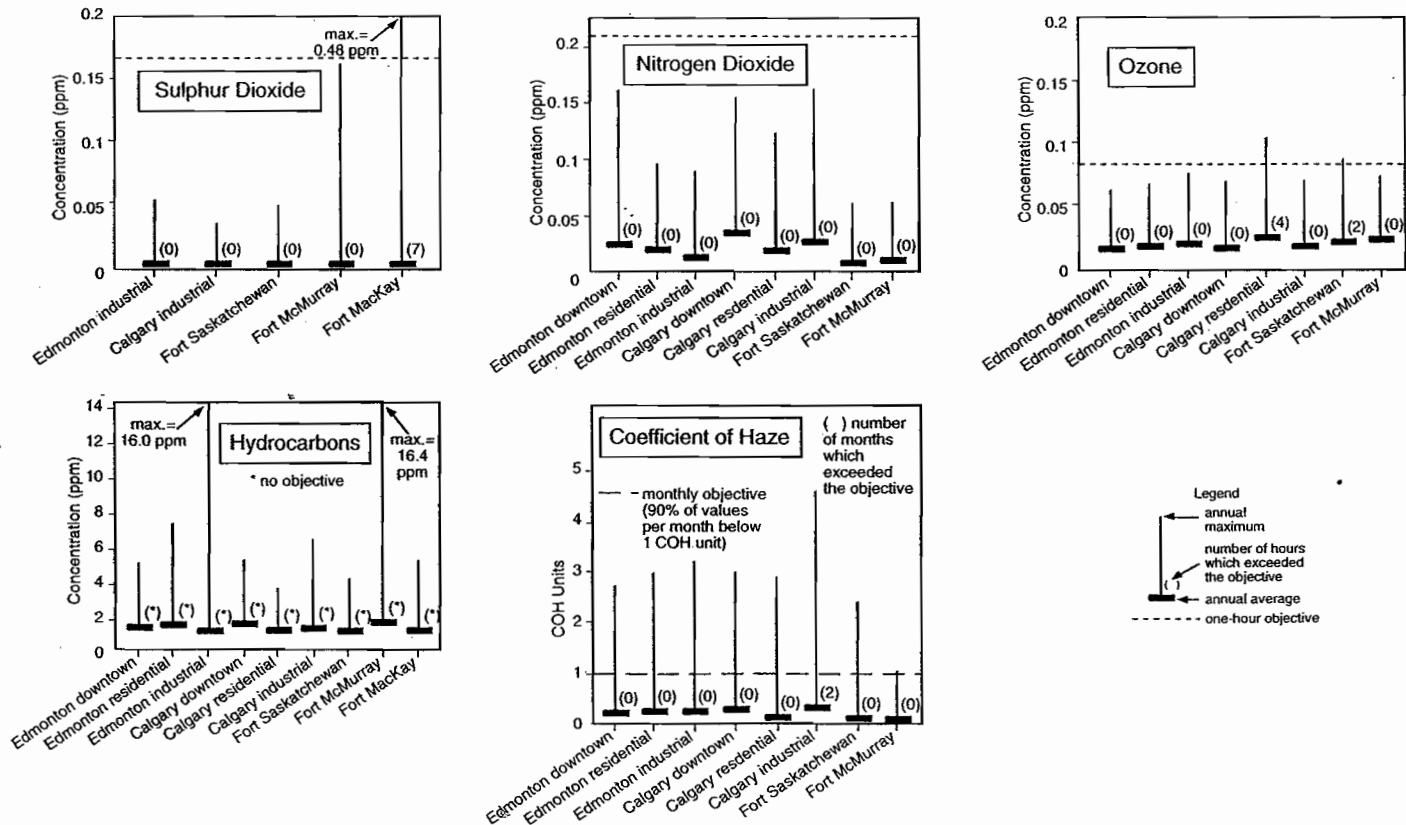 max.=
0.48 ppm
Sulphur Dioxide
Concentration (ppm)
0.2
0.15
0.1
0.05
0
(0)
(0)
(0)
(0)
(7)
Edmonton industrial
Calgary industrial
Fort Saskatchewan
Fort McMurray
Fort MacKay
Nitrogen Dioxide
Concentration (ppm)
0.2
0.15
0.1
0.05
0
(0)
(0)
(0)
(0)
(0)
(0)
(0)
(0)
Edmonton downtown
Edmonton residential
Edmonton industrial
Calgary downtown
Calgary residential
Calgary industrial
Fort Saskatchewan
Fort McMurray
Ozone
Concentration (ppm)
0.2
0.15
0.1
0.05
0
(0)
(0)
(0)
(0)
(4)
(0)
(2)
(0)
Edmonton downtown
Edmonton residential
Edmonton industrial
Calgary downtown
Calgary residential
Calgary industrial
Fort Saskatchewan
Fort McMurray
max.=
16.0 ppm
Hydrocarbons
* no objective
max.=
16.4
ppm
Concentration (ppm)
14
12
10
8
6
4
2
0
(*)
(*)
(*)
(*)
(*)
(*)
(*)
(*)
(*)
Edmonton downtown
Edmonton residential
Edmonton industrial
Calgary downtown
Calgary residential
Calgary industrial
Fort Saskatchewan
Fort McMurray
Fort MacKay
Coefficient of Haze
( ) number
of months
which
exceeded
the objective
monthly objective
(90% of values
per month below
1 COH unit)
COH Units
5
4
3
2
1
0
(0)
(0)
(0)
(0)
(0)
(2)
(0)
(0)
Edmonton downtown
Edmonton residential
Edmonton industrial
Calgary downtown
Calgary resdential
Calgary industrial
Fort Saskatchewan
Fort McMurray
Legend
annual
maximum
number of hours
which exceeded
the objective
( )
annual average
one-hour objective